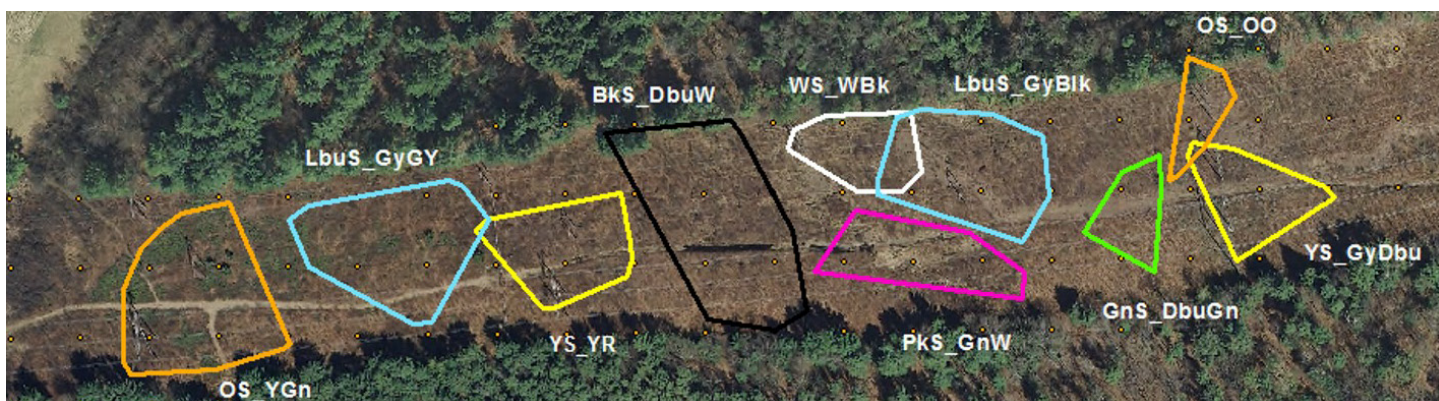 OS_OO
BkS_DbuW
WS_WBk
LbuS_GyBlk
LbuS_GyGY
YS_GyDbu
GnS_DbuGn
YS_YR
PkS_GnW
OS_YGn